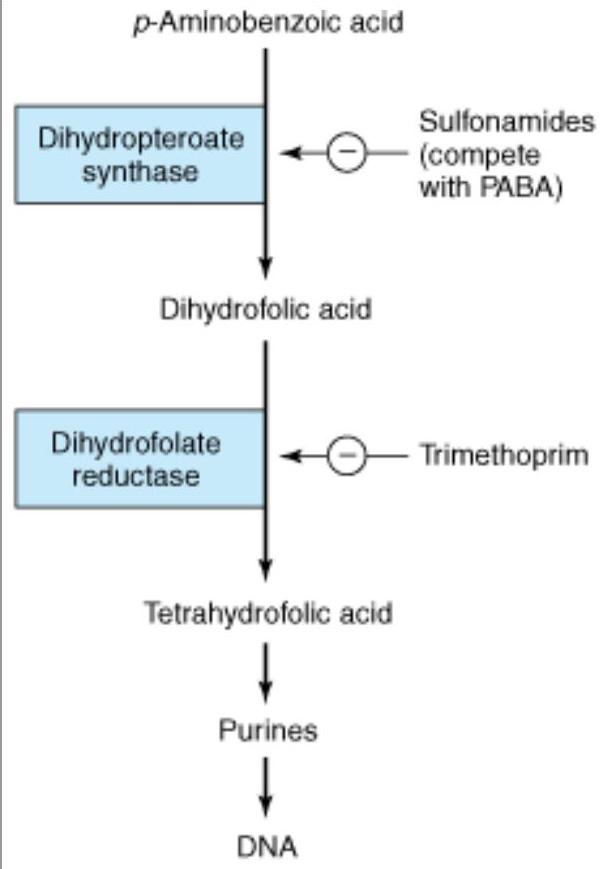 p-Aminobenzoic acid
Dihydropteroate
synthase
Sulfonamides
(compete
with PABA)
−
Dihydrofolic acid
Dihydrofolate
reductase
−
Trimethoprim
Tetrahydrofolic acid
Purines
DNA